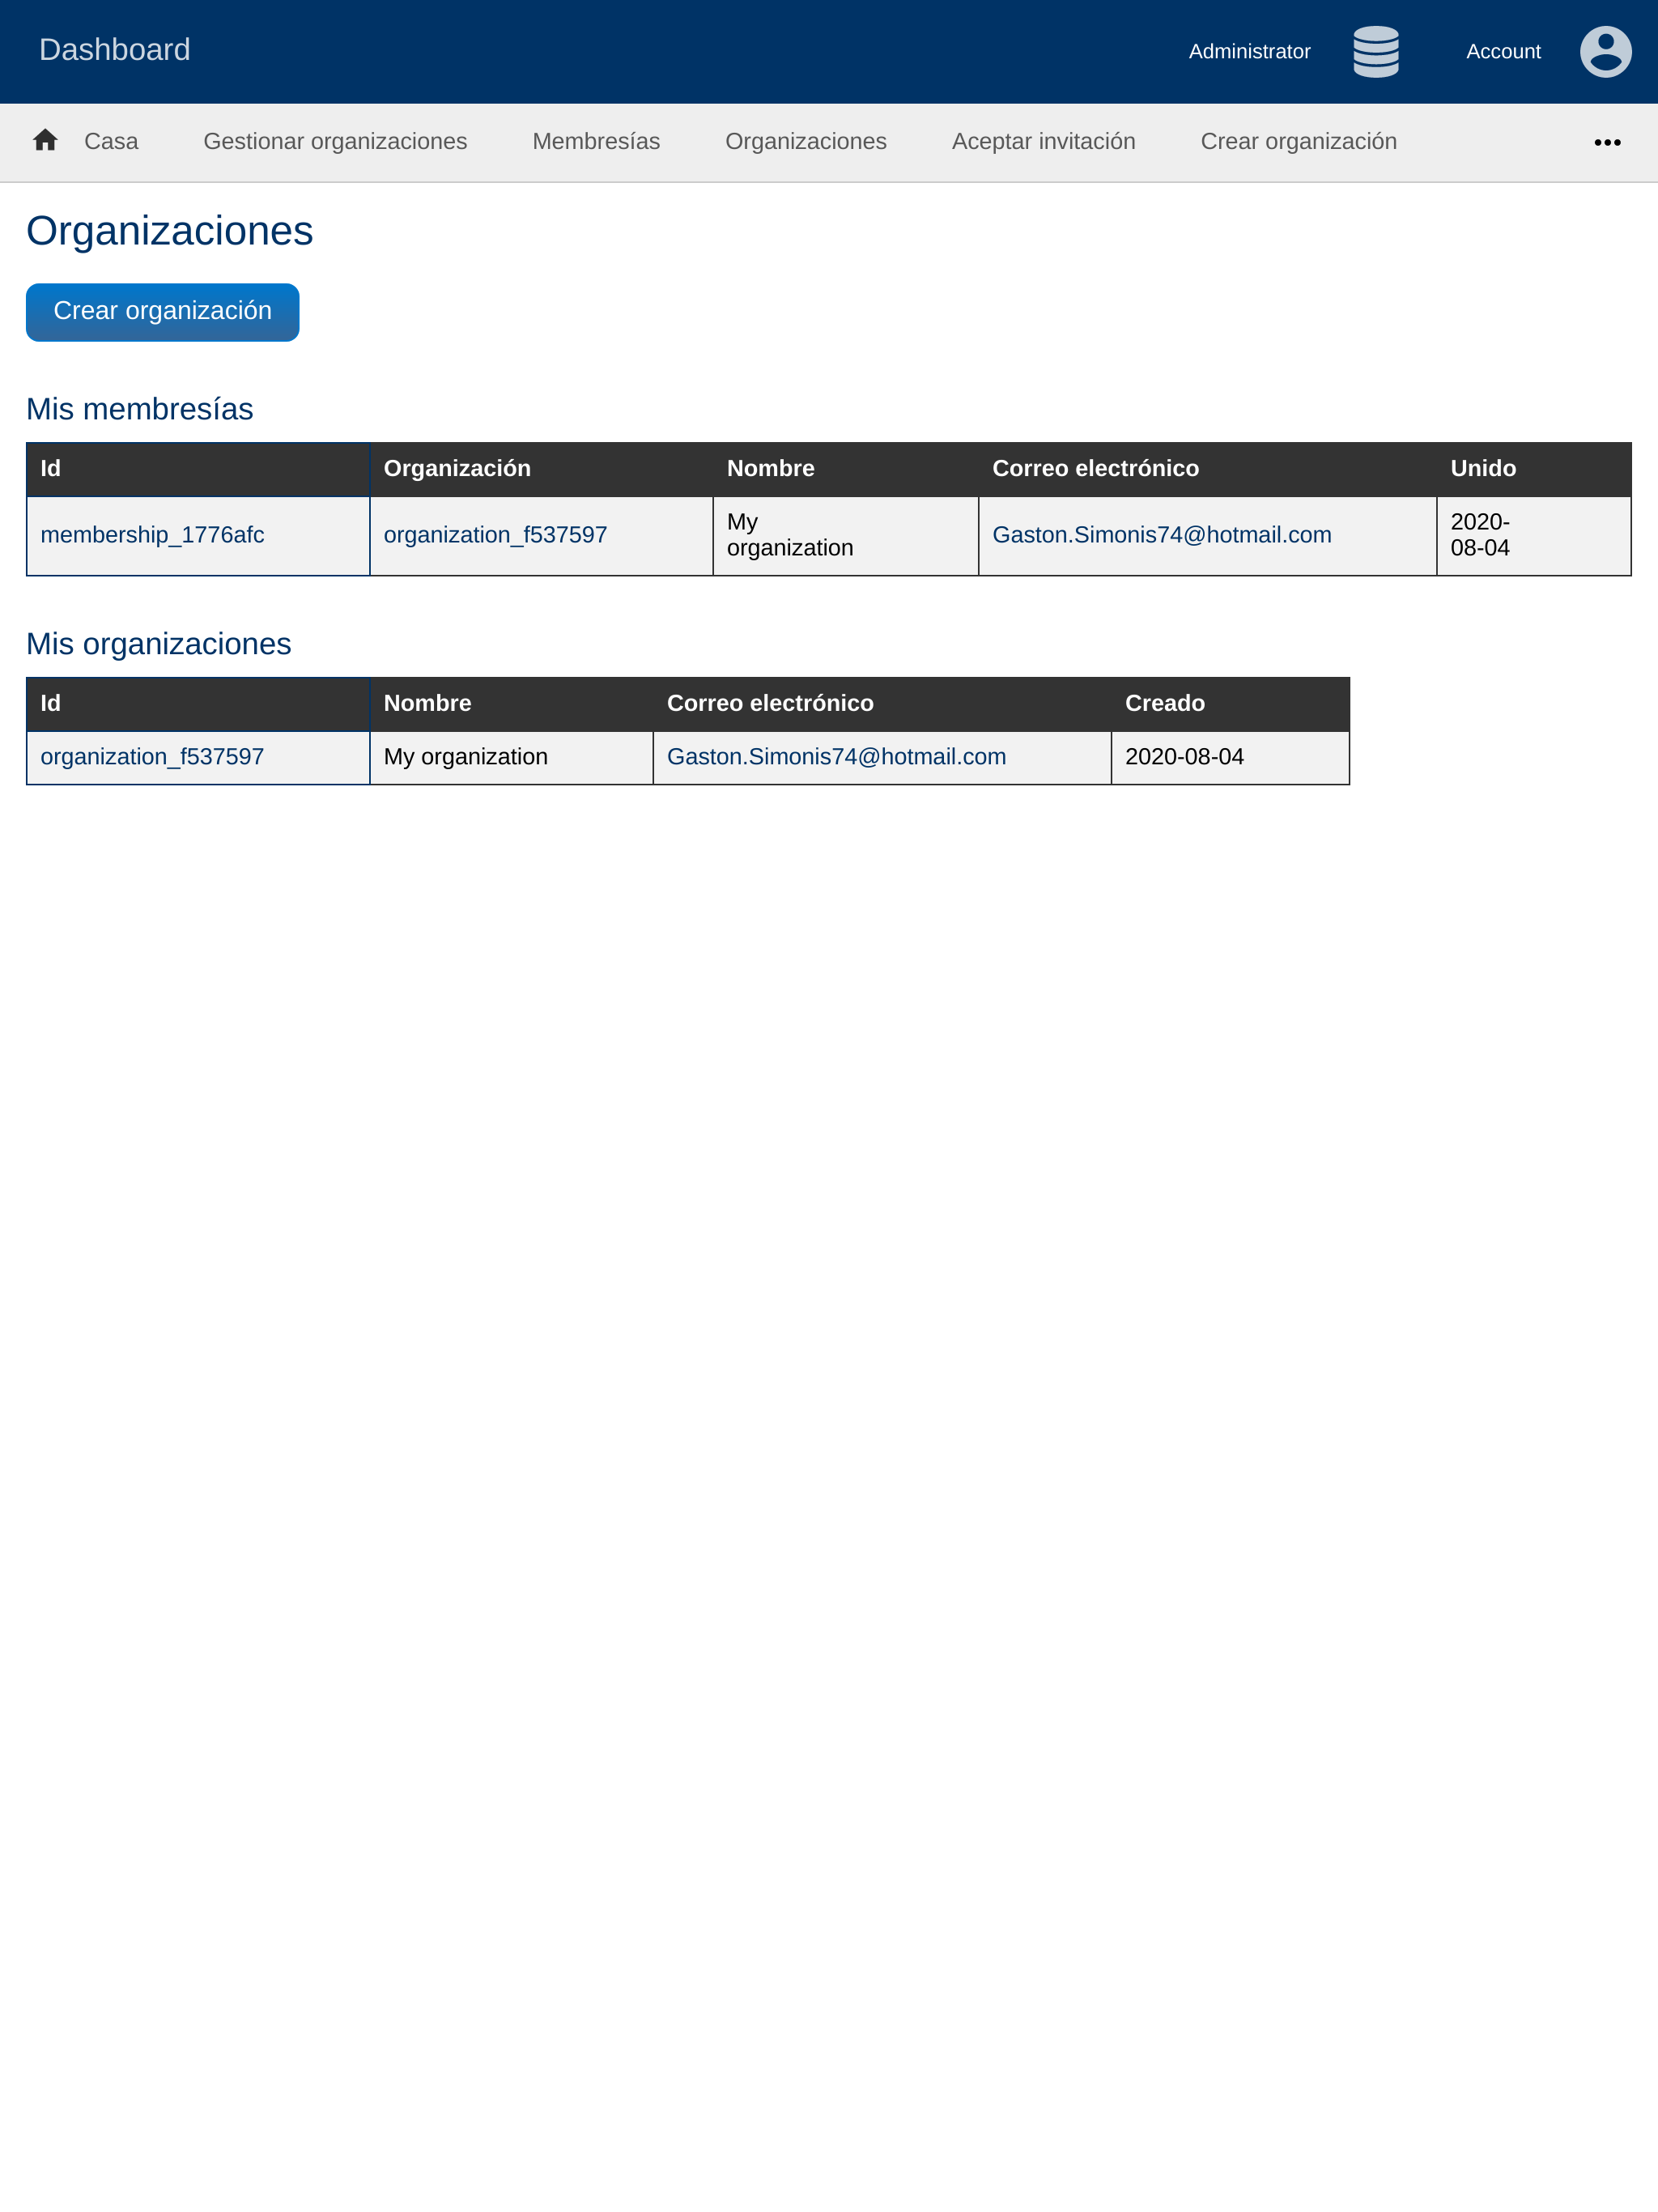 Dashboard
Administrator
Account
Casa
Gestionar organizaciones
Membresías
Organizaciones
Aceptar invitación
Crear organización
Organizaciones
Crear organización
Mis membresías
Id Organización Nombre Correo electrónico Unido
membership_1776afc organization_f537597 My organization Gaston.Simonis74@hotmail.com 2020-08-04
Mis organizaciones
Id Nombre Correo electrónico Creado
organization_f537597 My organization Gaston.Simonis74@hotmail.com 2020-08-04